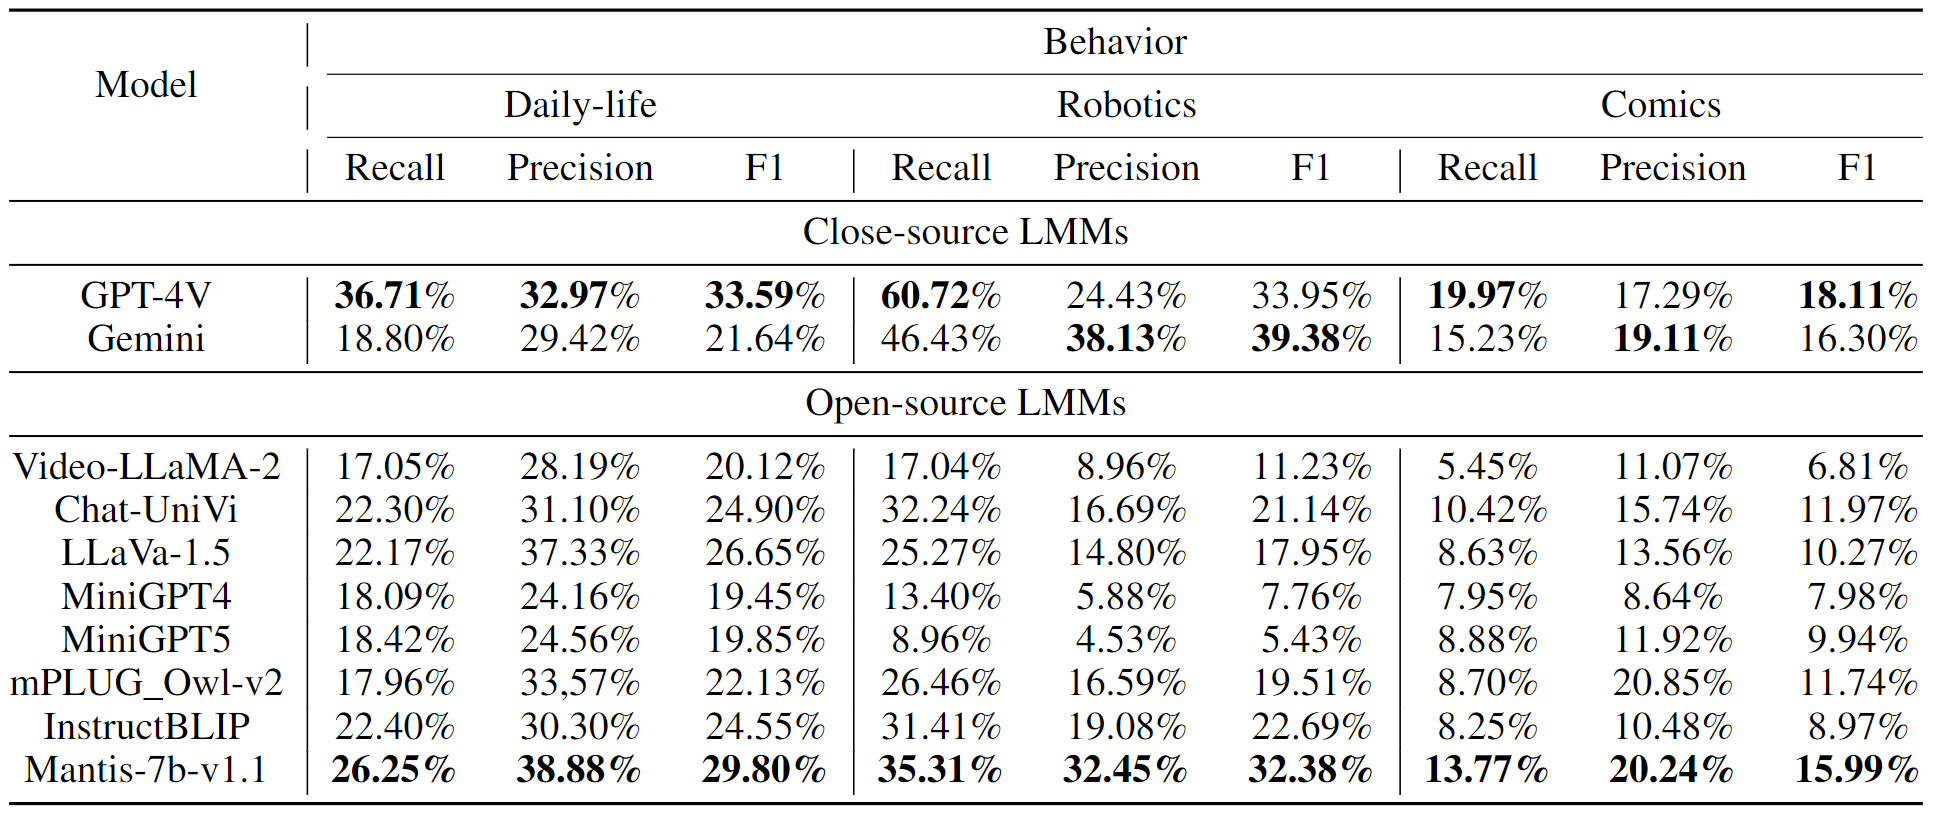 Behavior
Model
Daily-life Robotics Comics
Recall Precision F1 Recall Precision F1 Recall Precision F1
Close-source LMMs
GPT-4V 36.71% 32.97% 33.59% 60.72% 24.43% 33.95% 19.97% 17.29% 18.11%
Gemini 18.80% 29.42% 21.64% 46.43% 38.13% 39.38% 15.23% 19.11% 16.30%
Open-source LMMs
Video-LLaMA-2 17.05% 28.19% 20.12% 17.04% 8.96% 11.23% 5.45% 11.07% 6.81%
Chat-UniVi 22.30% 31.10% 24.90% 32.24% 16.69% 21.14% 10.42% 15.74% 11.97%
LLaVa-1.5 22.17% 37.33% 26.65% 25.27% 14.80% 17.95% 8.63% 13.56% 10.27%
MiniGPT4 18.09% 24.16% 19.45% 13.40% 5.88% 7.76% 7.95% 8.64% 7.98%
MiniGPT5 18.42% 24.56% 19.85% 8.96% 4.53% 5.43% 8.88% 11.92% 9.94%
mPLUG_Owl-v2 17.96% 33,57% 22.13% 26.46% 16.59% 19.51% 8.70% 20.85% 11.74%
InstructBLIP 22.40% 30.30% 24.55% 31.41% 19.08% 22.69% 8.25% 10.48% 8.97%
Mantis-7b-v1.1 26.25% 38.88% 29.80% 35.31% 32.45% 32.38% 13.77% 20.24% 15.99%